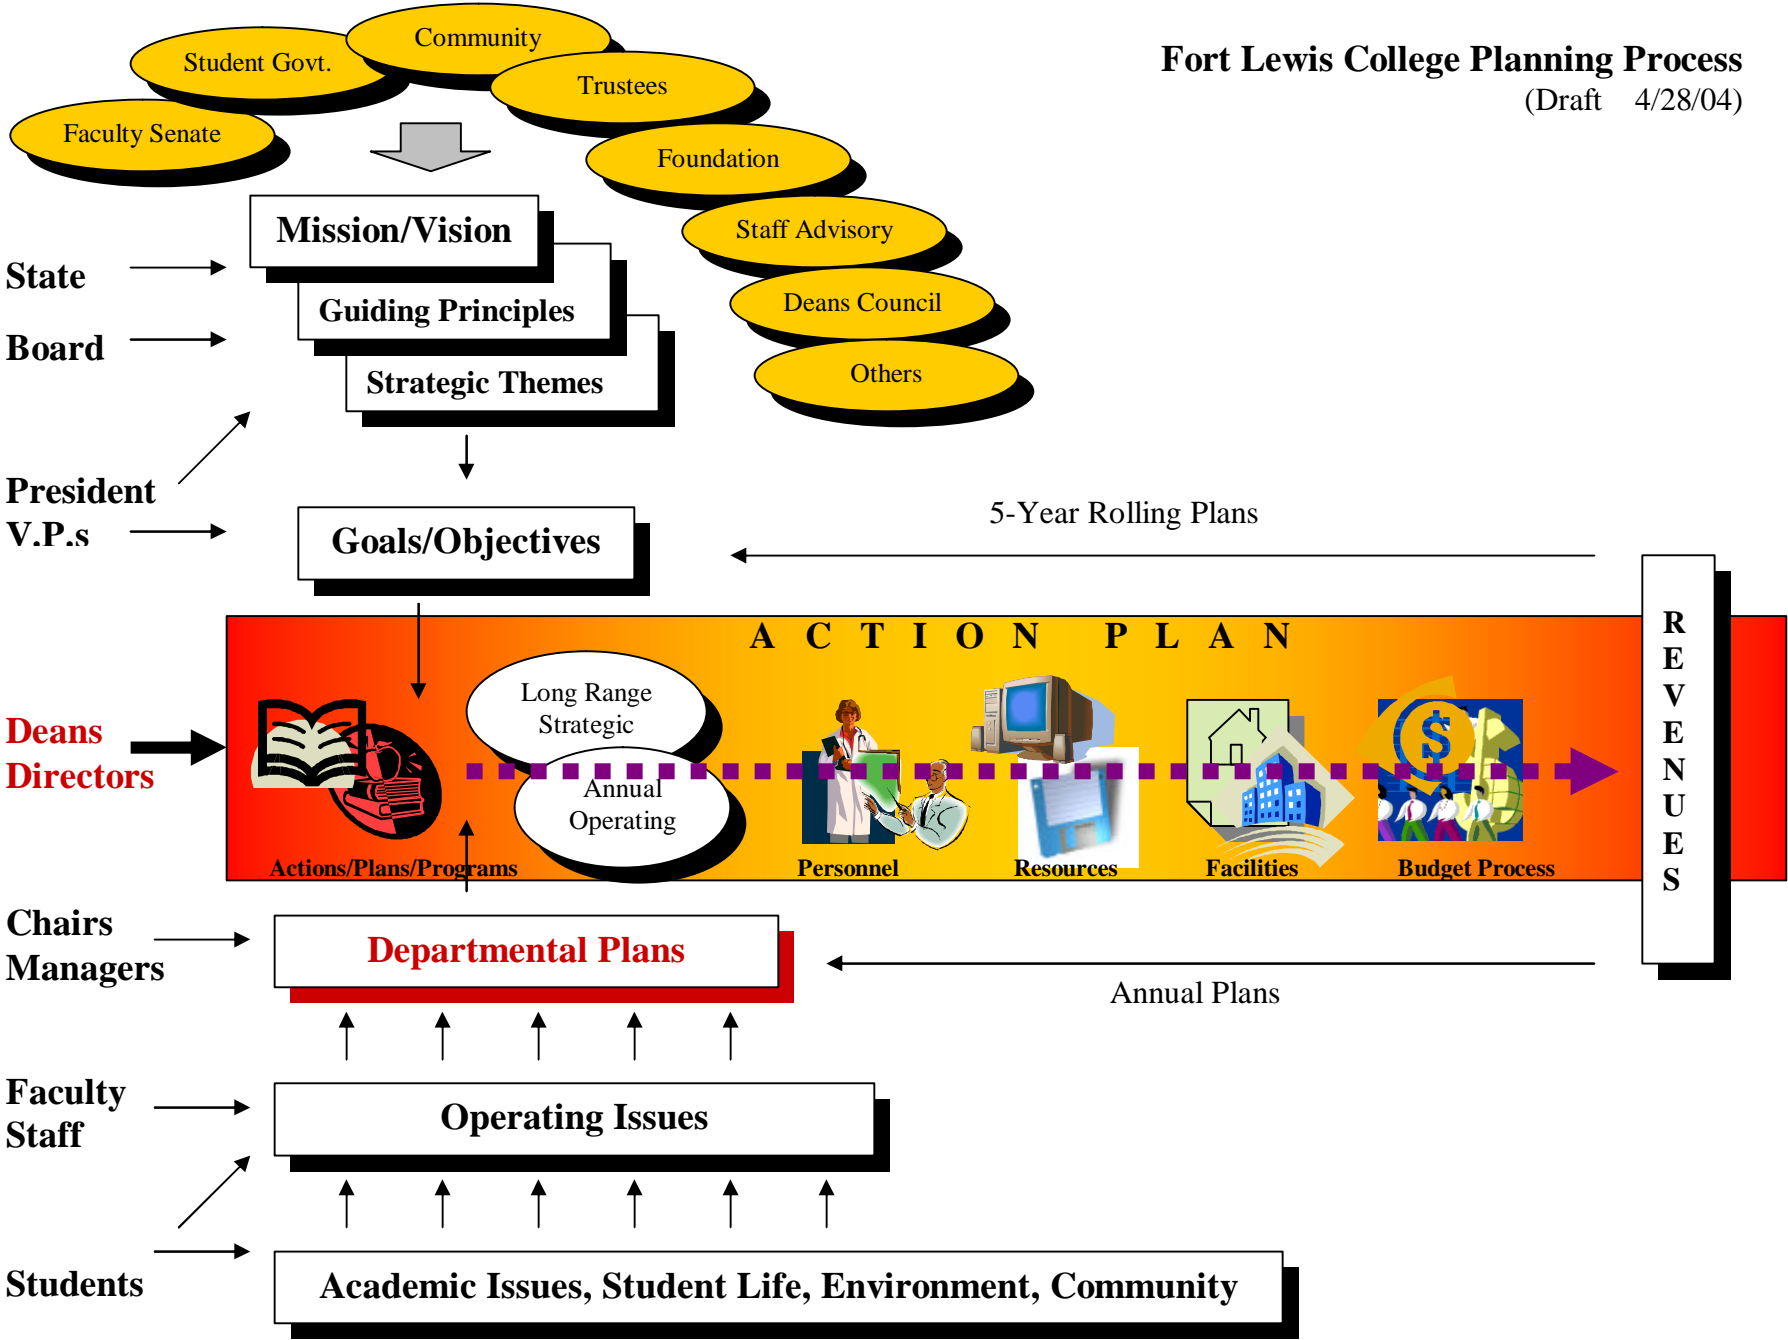 Fort Lewis College Planning Process
(Draft 4/28/04)
Community
Student Govt.
Trustees
Faculty Senate
Foundation
Staff Advisory
Deans Council
Others
Mission/Vision
Guiding Principles
Strategic Themes
State
Board
President
V.P.s
Goals/Objectives
5-Year Rolling Plans
REVENUES
ACTION PLAN
Deans
Directors
Long Range
Strategic
Annual
Operating
Actions/Plans/Programs
Personnel
Resources
Facilities
Budget Process
$
Chairs
Managers
Departmental Plans
Annual Plans
Faculty
Staff
Operating Issues
Students
Academic Issues, Student Life, Environment, Community